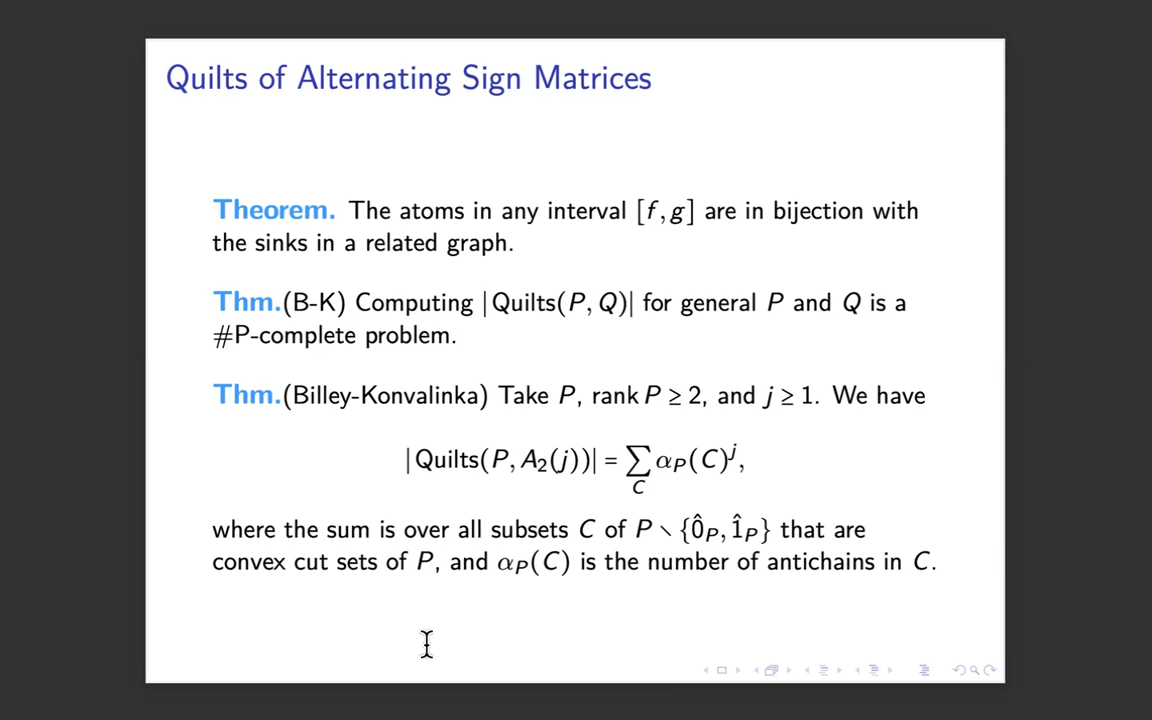 Quilts of Alternating Sign Matrices
Theorem. The atoms in any interval [f, g] are in bijection with
the sinks in a related graph.
Thm.(B-K) Computing |Quilts(P, Q)| for general P and Q is a
#P-complete problem.
Thm.(Billey-Konvalinka) Take P, rank P ≥ 2, and j ≥ 1. We have
|Quilts(P, A₂(j))| = ∑_C α_P(C)^j,
where the sum is over all subsets C of P ∖ {0̂_P, 1̂_P} that are
convex cut sets of P, and α_P(C) is the number of antichains in C.